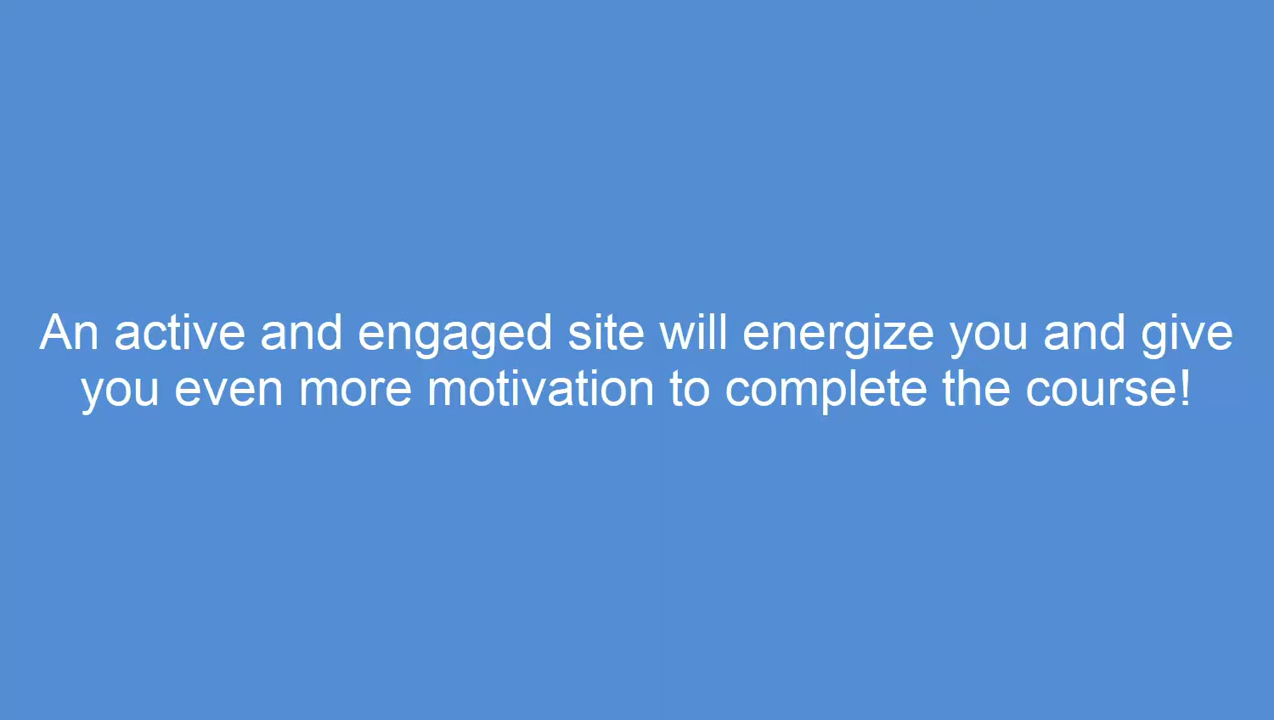 An active and engaged site will energize you and give
you even more motivation to complete the course!